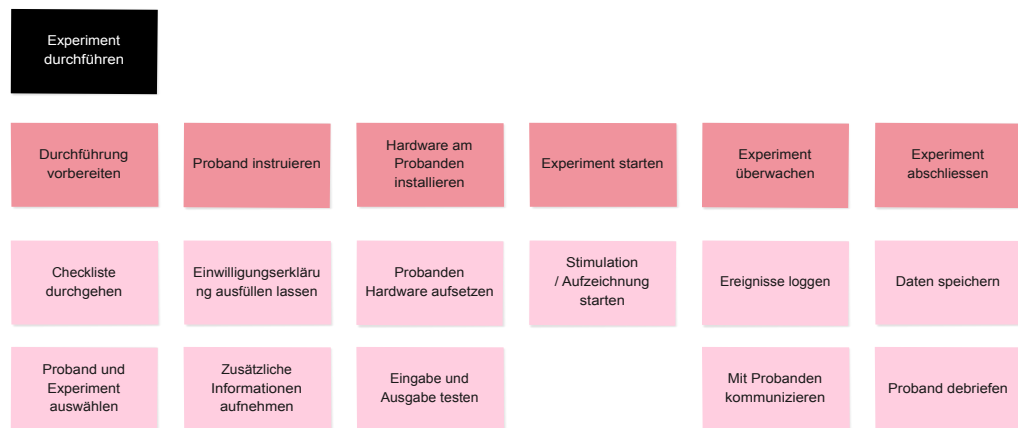 Experiment
durchführen
Durchführung
vorbereiten
Proband instruieren
Hardware am
Probanden
installieren
Experiment starten
Experiment
überwachen
Experiment
abschliessen
Checkliste
durchgehen
Einwilligungserkläru
ng ausfüllen lassen
Probanden
Hardware aufsetzen
Stimulation
/ Aufzeichnung
starten
Ereignisse loggen
Daten speichern
Proband und
Experiment
auswählen
Zusätzliche
Informationen
aufnehmen
Eingabe und
Ausgabe testen
Mit Probanden
kommunizieren
Proband debriefen